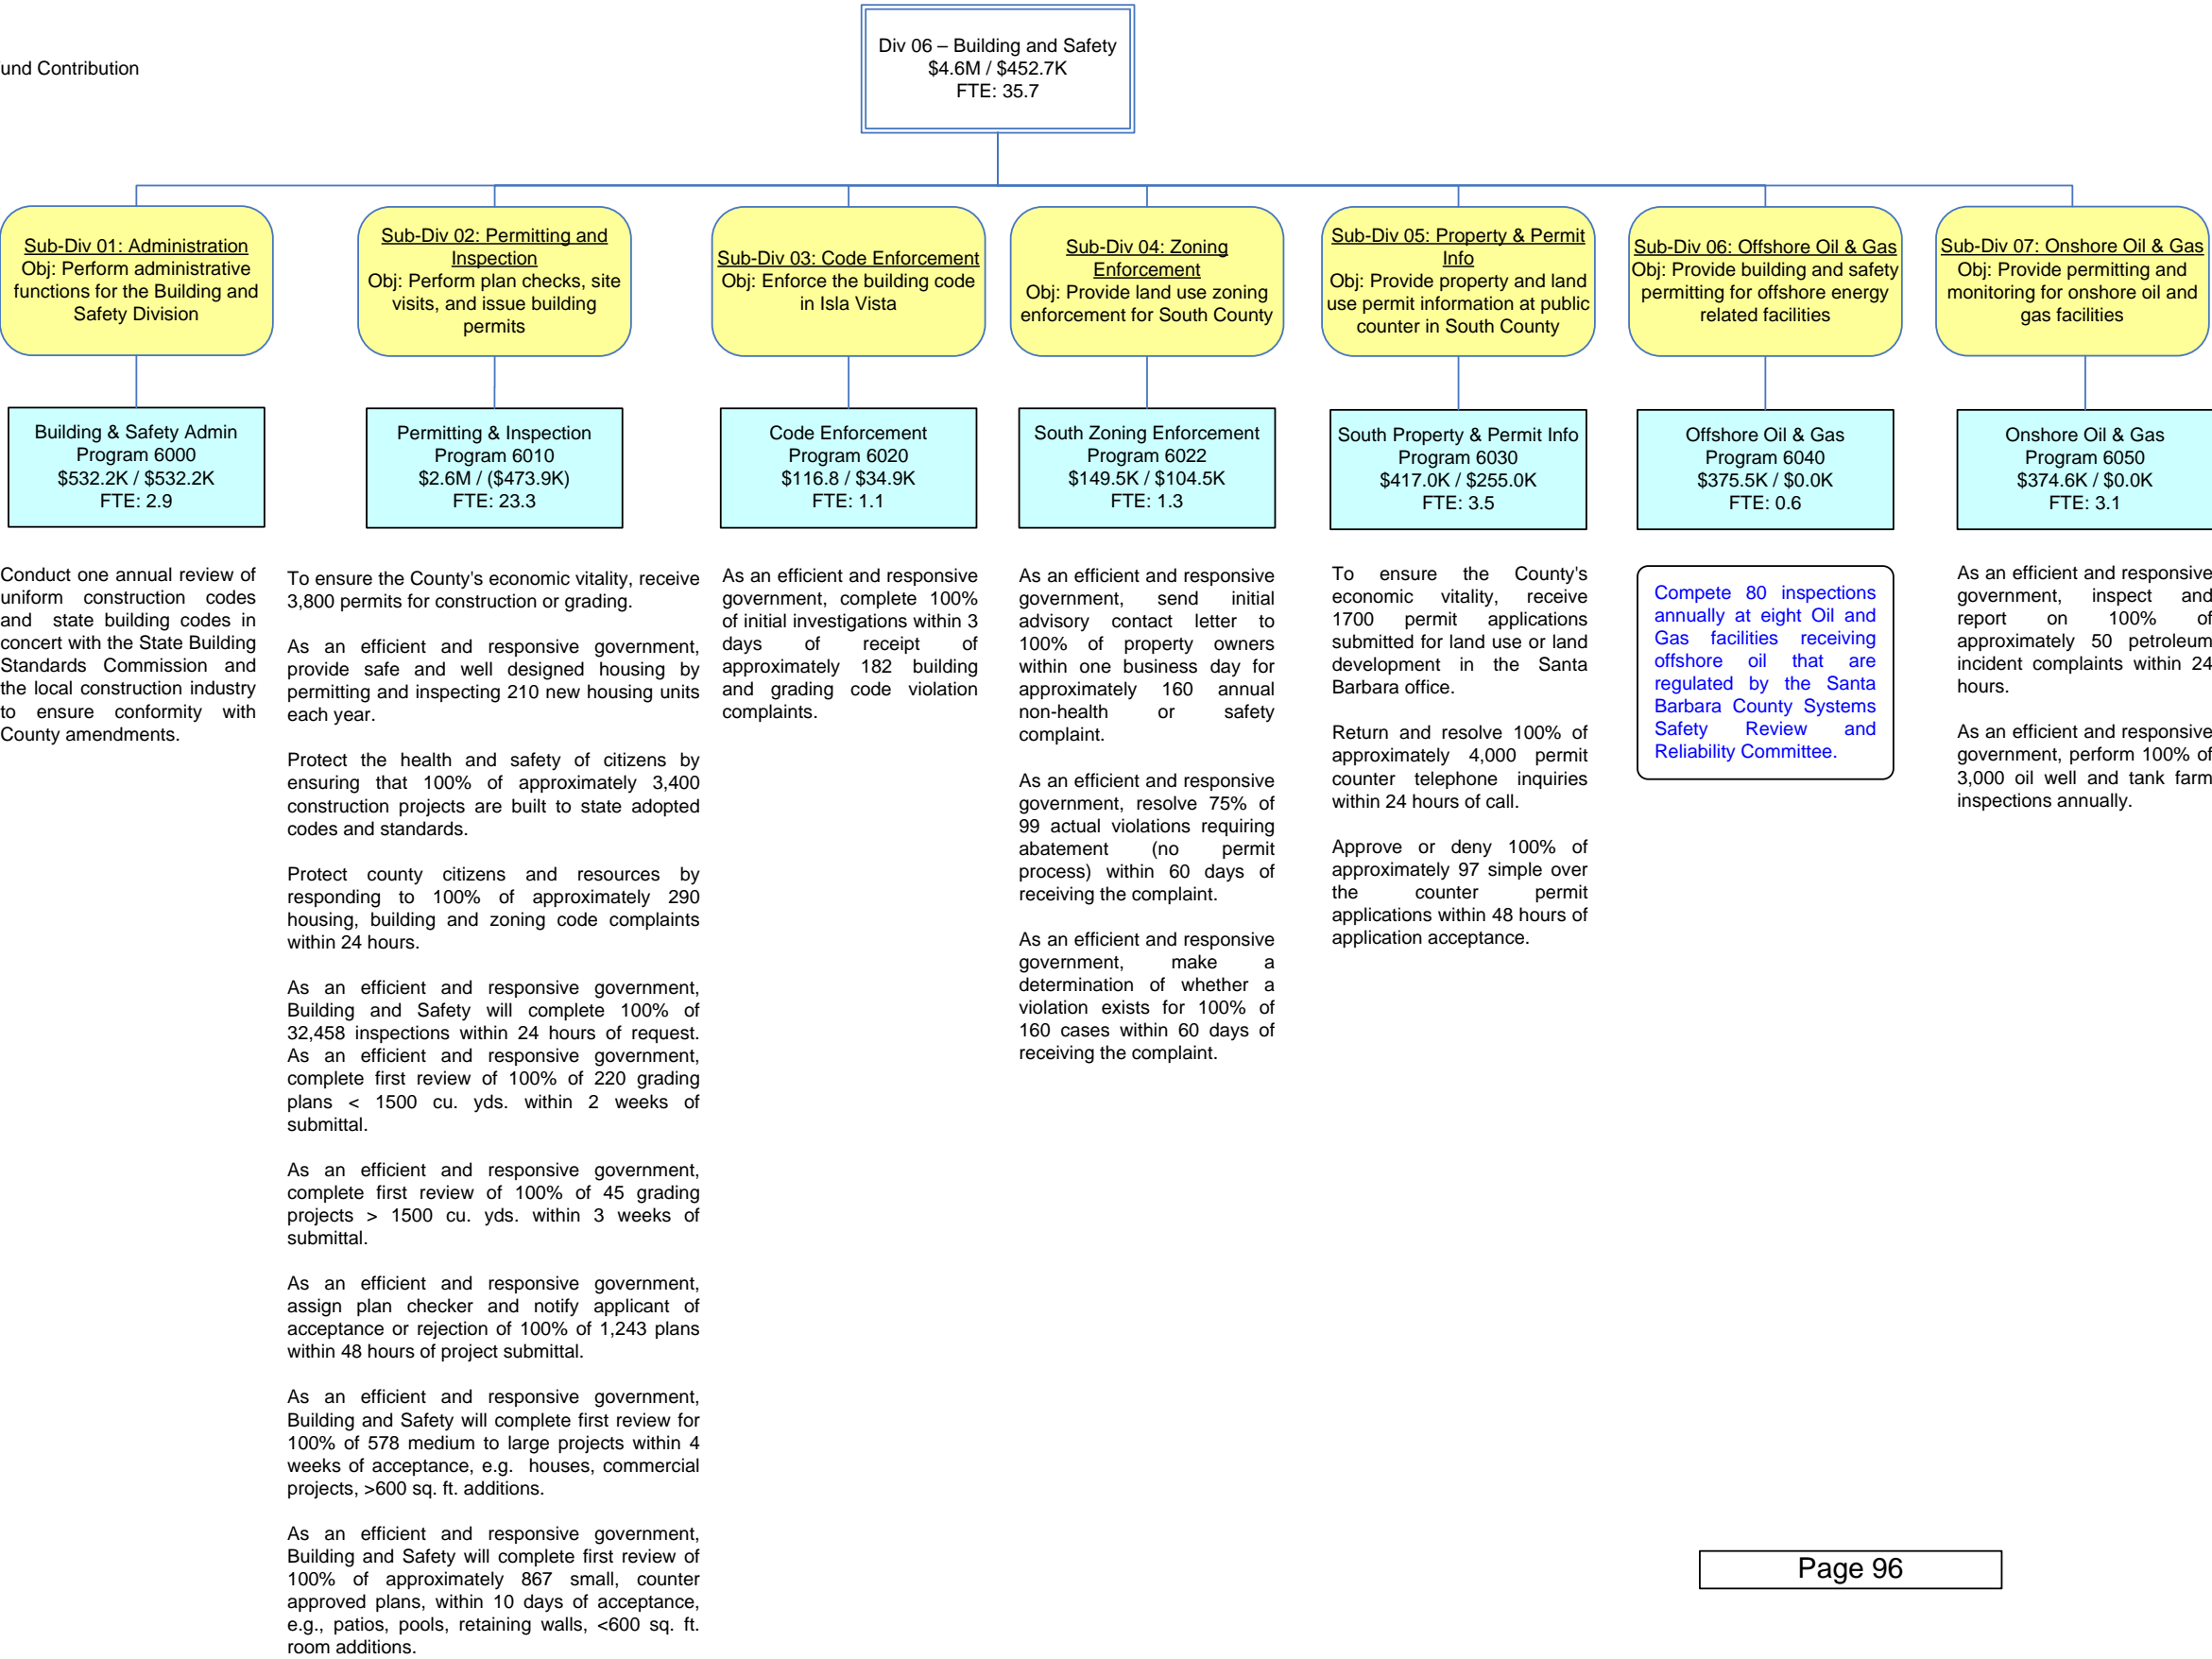 und Contribution
Div 06 – Building and Safety
$4.6M / $452.7K
FTE: 35.7
Sub-Div 01: Administration
Obj: Perform administrative
functions for the Building and
Safety Division
Sub-Div 02: Permitting and
Inspection
Obj: Perform plan checks, site
visits, and issue building
permits
Sub-Div 03: Code Enforcement
Obj: Enforce the building code
in Isla Vista
Sub-Div 04: Zoning
Enforcement
Obj: Provide land use zoning
enforcement for South County
Sub-Div 05: Property & Permit
Info
Obj: Provide property and land
use permit information at public
counter in South County
Sub-Div 06: Offshore Oil & Gas
Obj: Provide building and safety
permitting for offshore energy
related facilities
Sub-Div 07: Onshore Oil & Gas
Obj: Provide permitting and
monitoring for onshore oil and
gas facilities
Building & Safety Admin
Program 6000
$532.2K / $532.2K
FTE: 2.9
Permitting & Inspection
Program 6010
$2.6M / ($473.9K)
FTE: 23.3
Code Enforcement
Program 6020
$116.8 / $34.9K
FTE: 1.1
South Zoning Enforcement
Program 6022
$149.5K / $104.5K
FTE: 1.3
South Property & Permit Info
Program 6030
$417.0K / $255.0K
FTE: 3.5
Offshore Oil & Gas
Program 6040
$375.5K / $0.0K
FTE: 0.6
Onshore Oil & Gas
Program 6050
$374.6K / $0.0K
FTE: 3.1
Conduct one annual review of
uniform construction codes
and state building codes in
concert with the State Building
Standards Commission and
the local construction industry
to ensure conformity with
County amendments.
To ensure the County's economic vitality, receive
3,800 permits for construction or grading.
As an efficient and responsive government,
provide safe and well designed housing by
permitting and inspecting 210 new housing units
each year.
Protect the health and safety of citizens by
ensuring that 100% of approximately 3,400
construction projects are built to state adopted
codes and standards.
Protect county citizens and resources by
responding to 100% of approximately 290
housing, building and zoning code complaints
within 24 hours.
As an efficient and responsive government,
Building and Safety will complete 100% of
32,458 inspections within 24 hours of request.
As an efficient and responsive government,
complete first review of 100% of 220 grading
plans < 1500 cu. yds. within 2 weeks of
submittal.
As an efficient and responsive government,
complete first review of 100% of 45 grading
projects > 1500 cu. yds. within 3 weeks of
submittal.
As an efficient and responsive government,
assign plan checker and notify applicant of
acceptance or rejection of 100% of 1,243 plans
within 48 hours of project submittal.
As an efficient and responsive government,
Building and Safety will complete first review for
100% of 578 medium to large projects within 4
weeks of acceptance, e.g. houses, commercial
projects, >600 sq. ft. additions.
As an efficient and responsive government,
Building and Safety will complete first review of
100% of approximately 867 small, counter
approved plans, within 10 days of acceptance,
e.g., patios, pools, retaining walls, <600 sq. ft.
room additions.
As an efficient and responsive
government, complete 100%
of initial investigations within 3
days of receipt of
approximately 182 building
and grading code violation
complaints.
As an efficient and responsive
government, send initial
advisory contact letter to
100% of property owners
within one business day for
approximately 160 annual
non-health or safety
complaint.
As an efficient and responsive
government, resolve 75% of
99 actual violations requiring
abatement (no permit
process) within 60 days of
receiving the complaint.
As an efficient and responsive
government, make a
determination of whether a
violation exists for 100% of
160 cases within 60 days of
receiving the complaint.
To ensure the County's
economic vitality, receive
1700 permit applications
submitted for land use or land
development in the Santa
Barbara office.
Return and resolve 100% of
approximately 4,000 permit
counter telephone inquiries
within 24 hours of call.
Approve or deny 100% of
approximately 97 simple over
the counter permit
applications within 48 hours of
application acceptance.
Compete 80 inspections
annually at eight Oil and
Gas facilities receiving
offshore oil that are
regulated by the Santa
Barbara County Systems
Safety Review and
Reliability Committee.
As an efficient and responsive
government, inspect and
report on 100% of
approximately 50 petroleum
incident complaints within 24
hours.
As an efficient and responsive
government, perform 100% of
3,000 oil well and tank farm
inspections annually.
Page 96